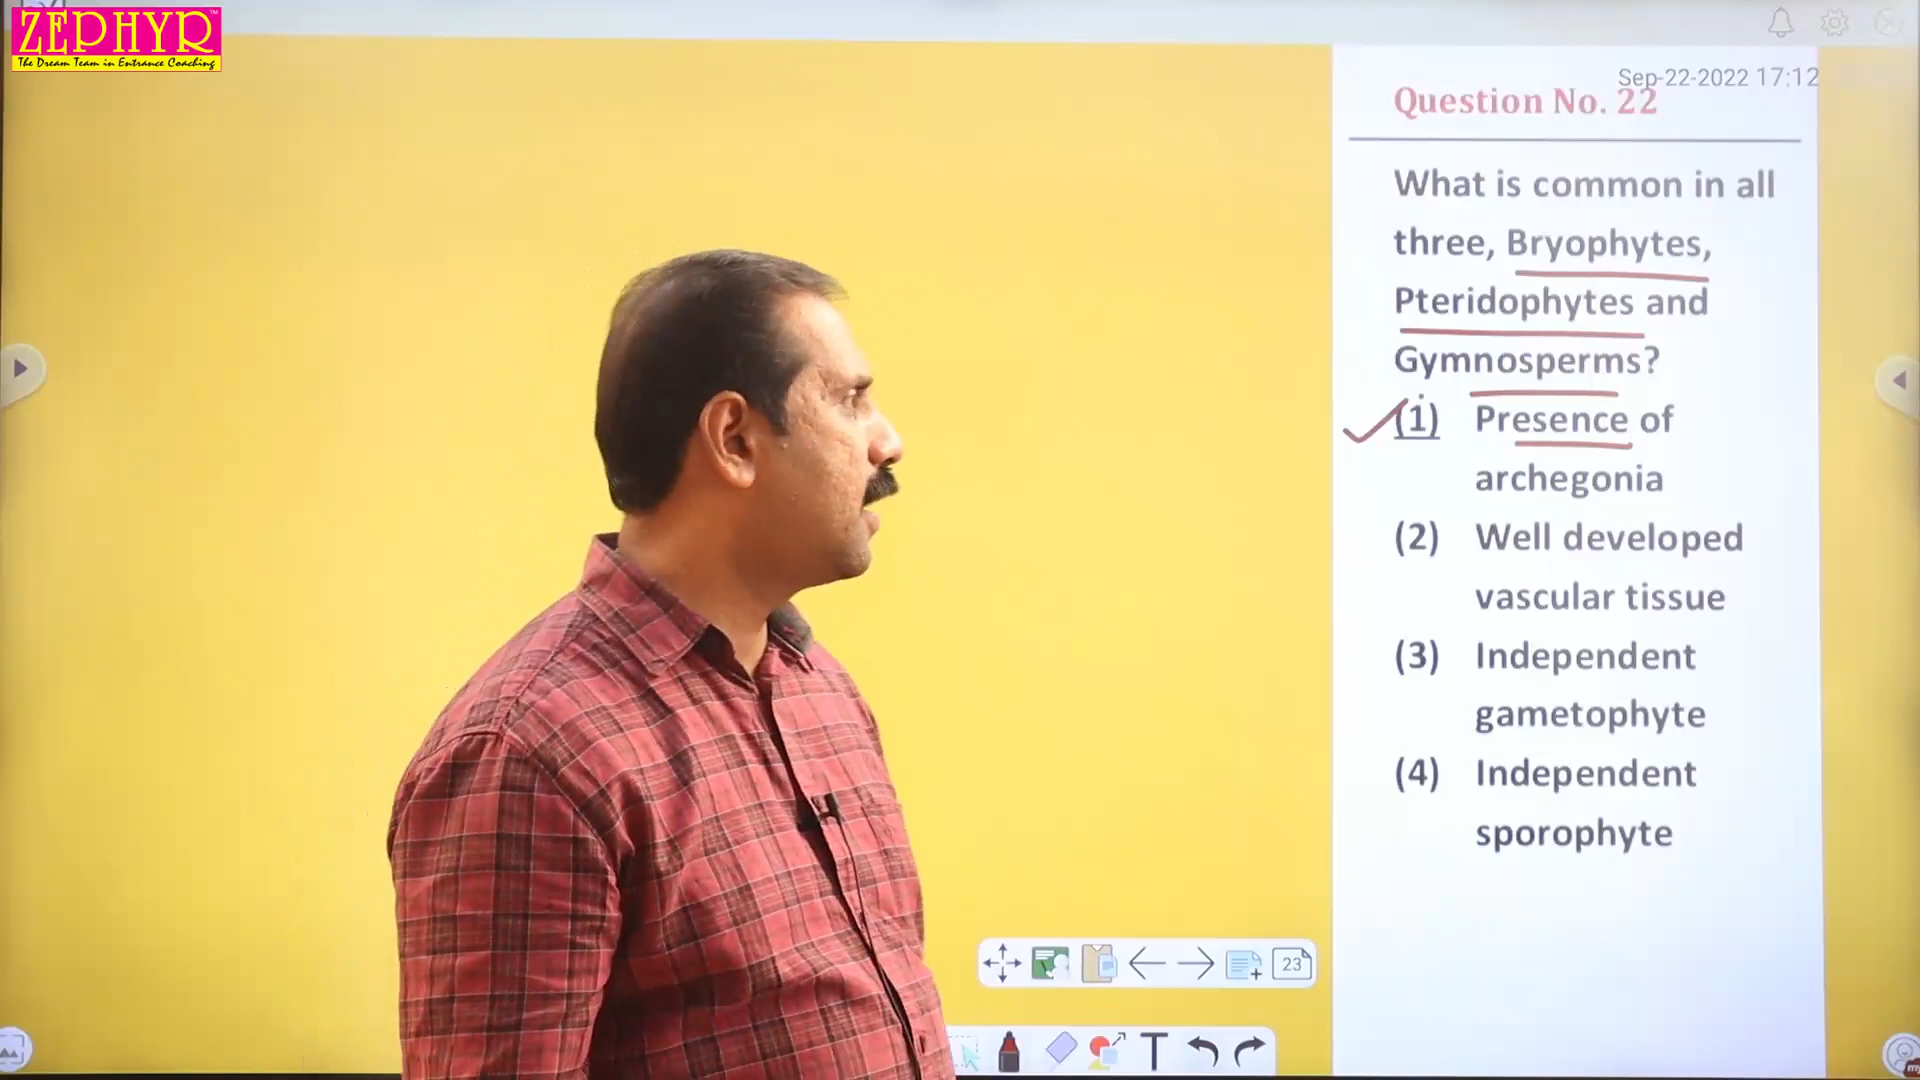 ZEPHYR™
The Dream Team in Entrance Coaching
Sep-22-2022 17:12
Question No. 22
What is common in all
three, Bryophytes,
Pteridophytes and
Gymnosperms?
(1) Presence of
archegonia
(2) Well developed
vascular tissue
(3) Independent
gametophyte
(4) Independent
sporophyte
23
T